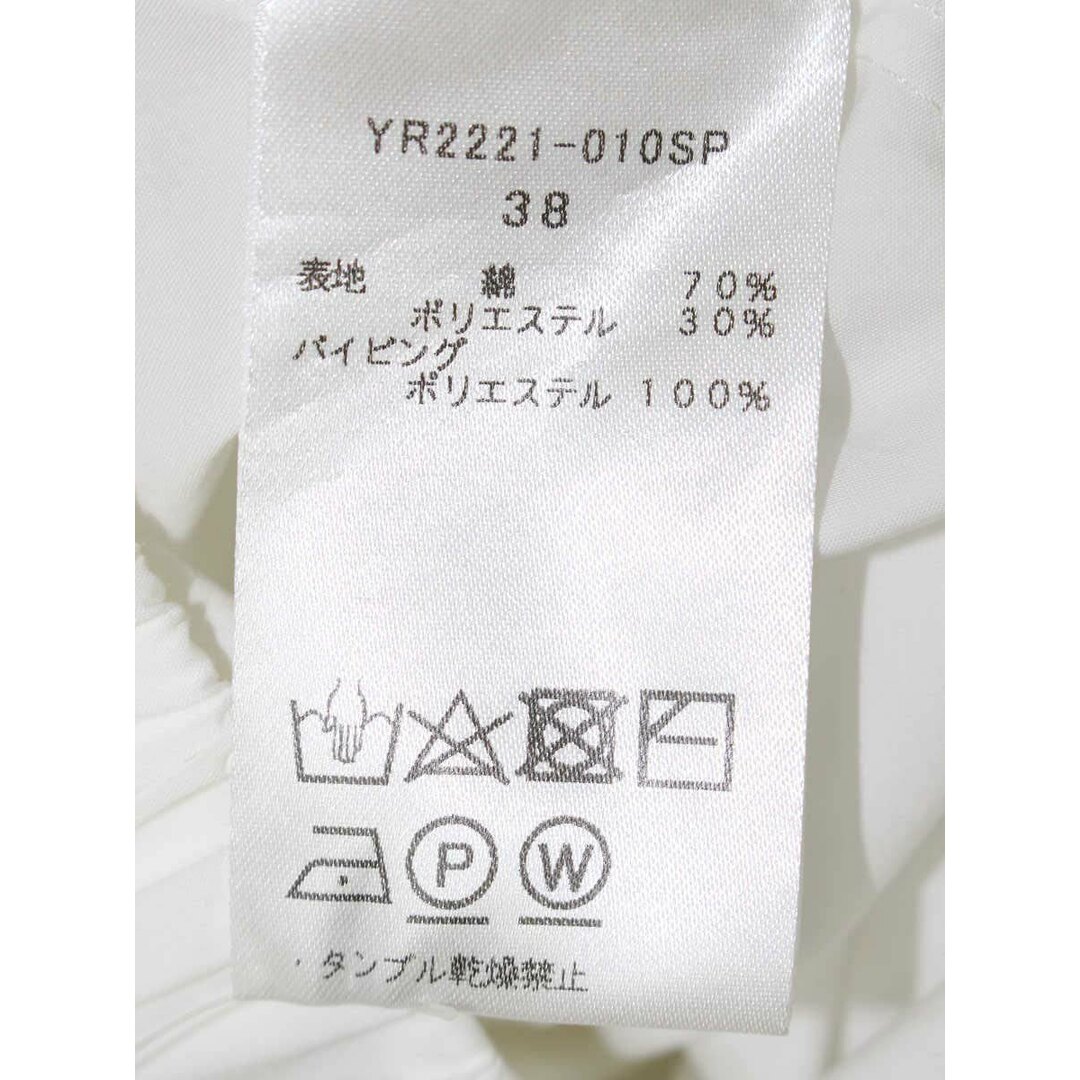 YR2221-010SP
38
表地 綿 70%
ポリエステル 30%
パイピング
ポリエステル 100%
P W
・タンブル乾燥禁止